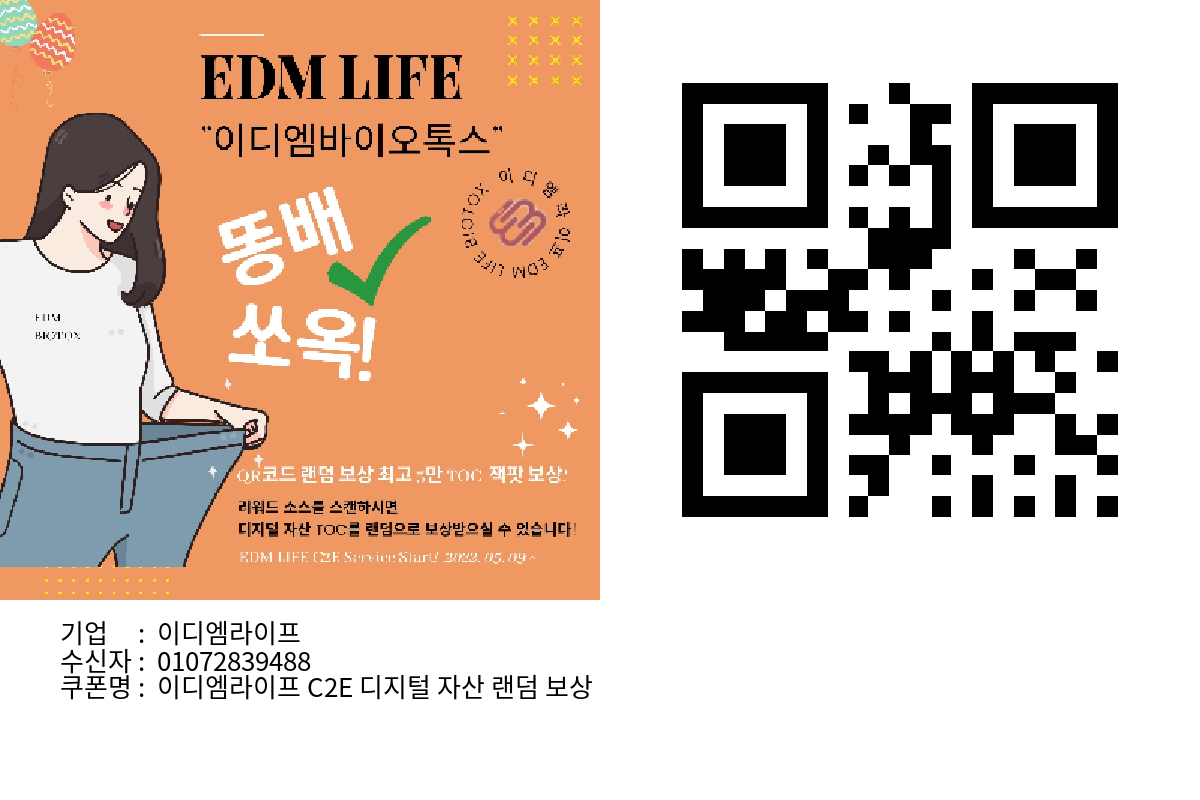 EDM LIFE
"이디엠바이오톡스"
이디엠라이프 EDM LIFE BIOTOX
똥배
쏘옥!
EDM
BIOTOX
QR코드 랜덤 보상 최고 5만 TOC 잭팟 보상!
리워드 소스를 스캔하시면
디지털 자산 TOC를 랜덤으로 보상받으실 수 있습니다!
EDM LIFE C2E Service Start! 2022. 05. 09 ~
기업 : 이디엠라이프
수신자 : 01072839488
쿠폰명 : 이디엠라이프 C2E 디지털 자산 랜덤 보상